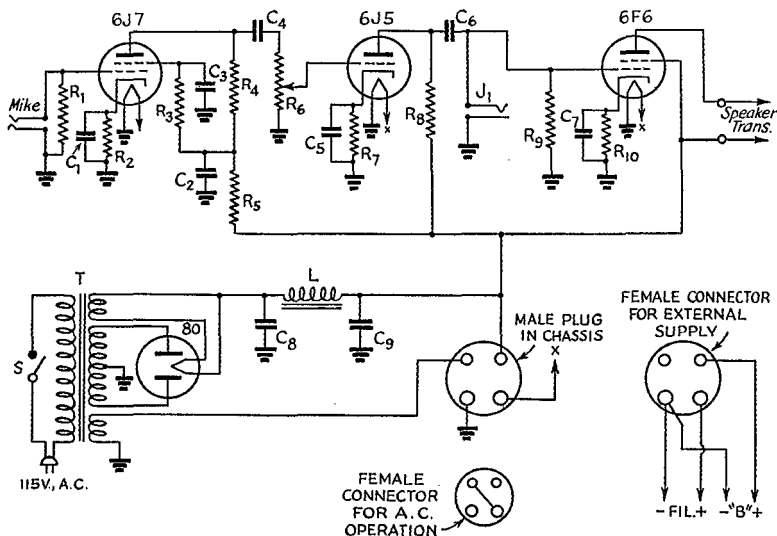 6J7
C4
6J5
C6
6F6
Mike
R1
C3
R3
R4
R6
C1
R2
C2
R5
C5
R7
x
R8
J1
R9
C7
R10
x
Speaker
Trans.
T
80
S
115V., A.C.
L
C8
C9
MALE PLUG
IN CHASSIS
x
FEMALE CONNECTOR
FOR EXTERNAL
SUPPLY
FEMALE
CONNECTOR
FOR A.C.
OPERATION
- FIL.+ -"B"+